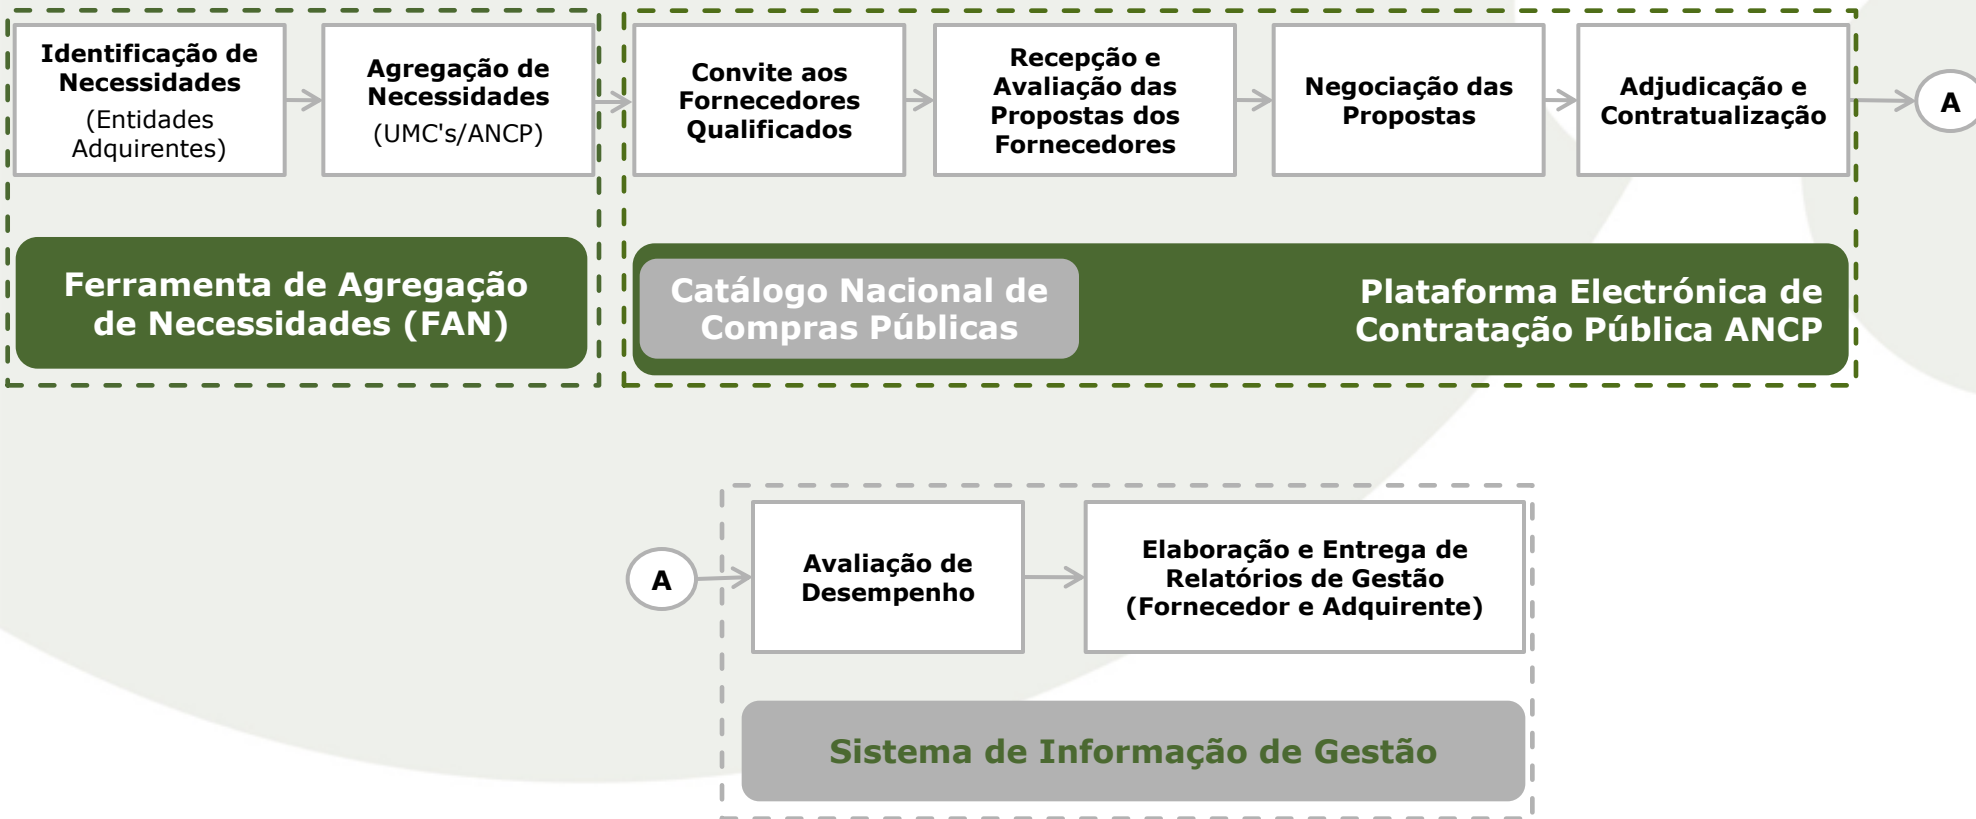 Identificação de
Necessidades
(Entidades
Adquirentes)
Agregação de
Necessidades
(UMC's/ANCP)
Convite aos
Fornecedores
Qualificados
Recepção e
Avaliação das
Propostas dos
Fornecedores
Negociação das
Propostas
Adjudicação e
Contratualização
A
Ferramenta de Agregação
de Necessidades (FAN)
Catálogo Nacional de
Compras Públicas
Plataforma Electrónica de
Contratação Pública ANCP
A
Avaliação de
Desempenho
Elaboração e Entrega de
Relatórios de Gestão
(Fornecedor e Adquirente)
Sistema de Informação de Gestão